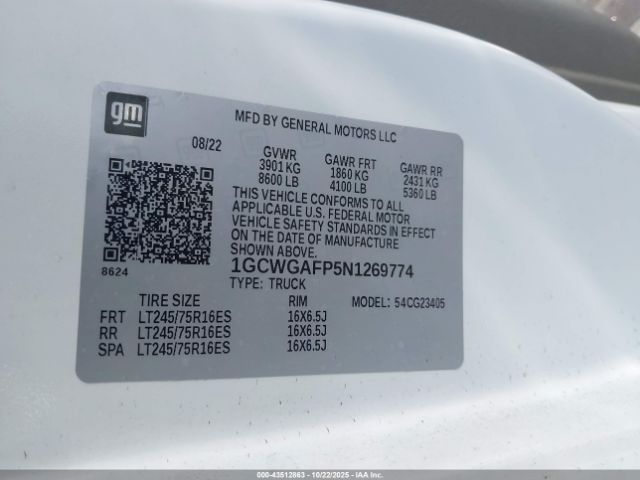 gm
MFD BY GENERAL MOTORS LLC
08/22
GVWR GAWR FRT GAWR RR
3901 KG 1860 KG 2431 KG
8600 LB 4100 LB 5360 LB
THIS VEHICLE CONFORMS TO ALL
APPLICABLE U.S. FEDERAL MOTOR
VEHICLE SAFETY STANDARDS IN EFFECT
ON THE DATE OF MANUFACTURE
SHOWN ABOVE.
8624
1GCWGAFP5N1269774
TYPE: TRUCK
TIRE SIZE RIM MODEL: 54CG23405
FRT LT245/75R16ES 16X6.5J
RR LT245/75R16ES 16X6.5J
SPA LT245/75R16ES 16X6.5J
000-43512863 - 10/22/2025 - IAAI, Inc. Copyright